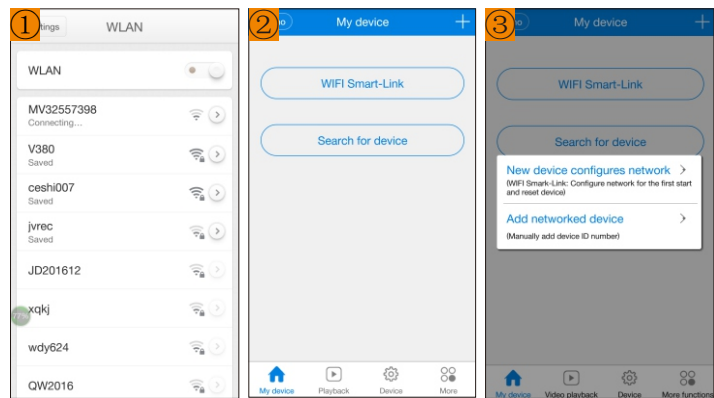 1
tings
WLAN
WLAN
MV32557398
Connecting...
V380
Saved
ceshi007
Saved
jvrec
Saved
JD201612
77%
xqkj
wdy624
QW2016
2
My device
+
WIFI Smart-Link
Search for device
My device
Playback
Device
More
3
My device
+
WIFI Smart-Link
Search for device
New device configures network >
(WIFI Smark-Link: Configure network for the first start
and reset device)
Add networked device >
(Manually add device ID number)
My device
Video playback
Device
More functions